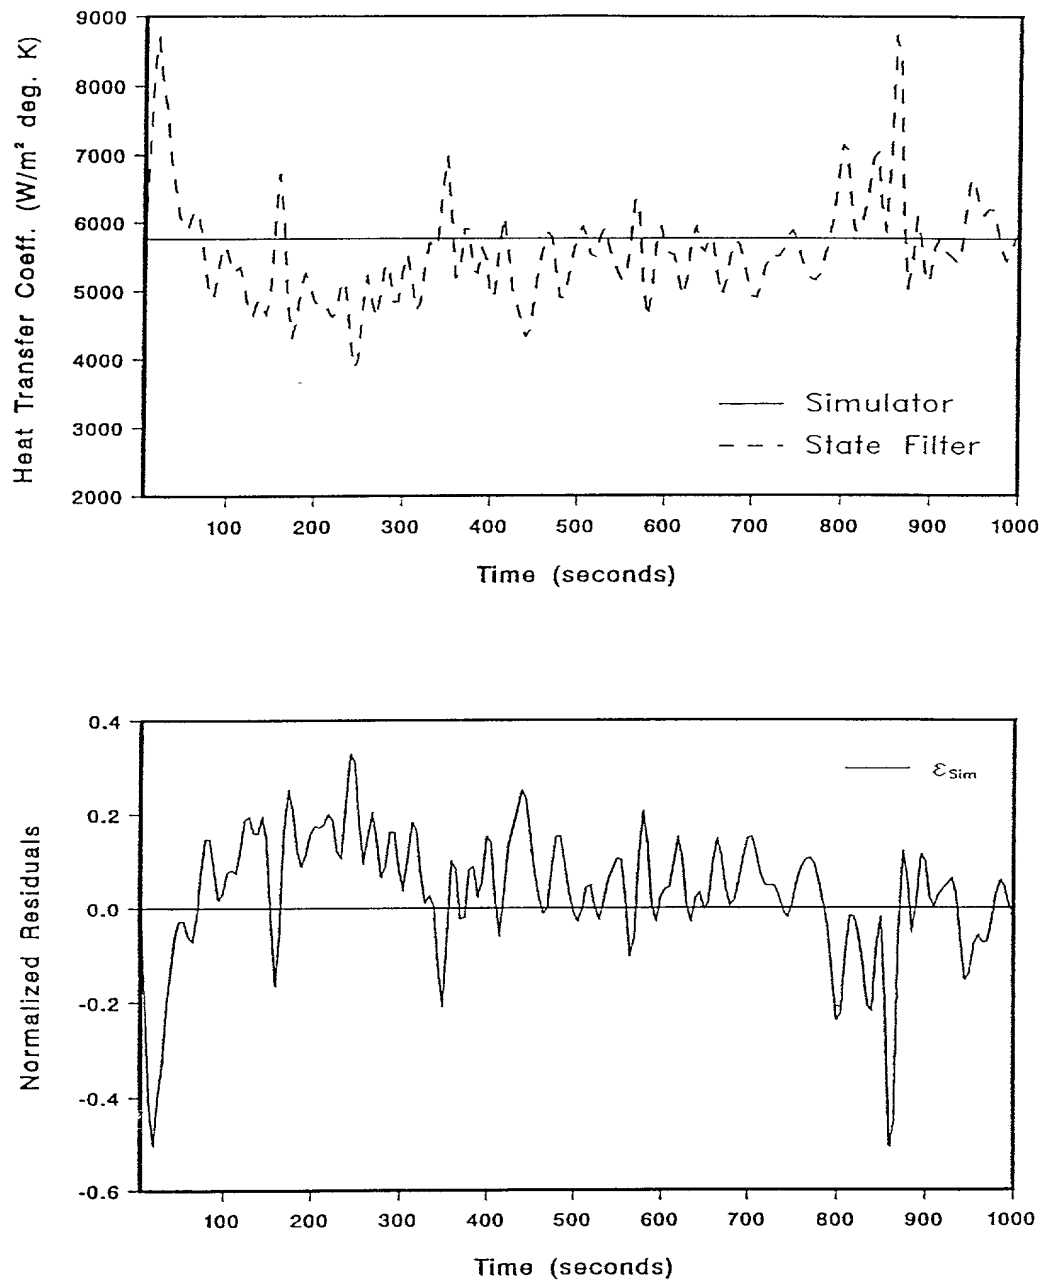 Heat Transfer Coeff. (W/m² deg. K)
9000
8000
7000
6000
5000
4000
3000
2000
Simulator
State Filter
100 200 300 400 500 600 700 800 900 1000
Time (seconds)
Normalized Residuals
0.4
0.2
0.0
-0.2
-0.4
-0.6
εSim
100 200 300 400 500 600 700 800 900 1000
Time (seconds)